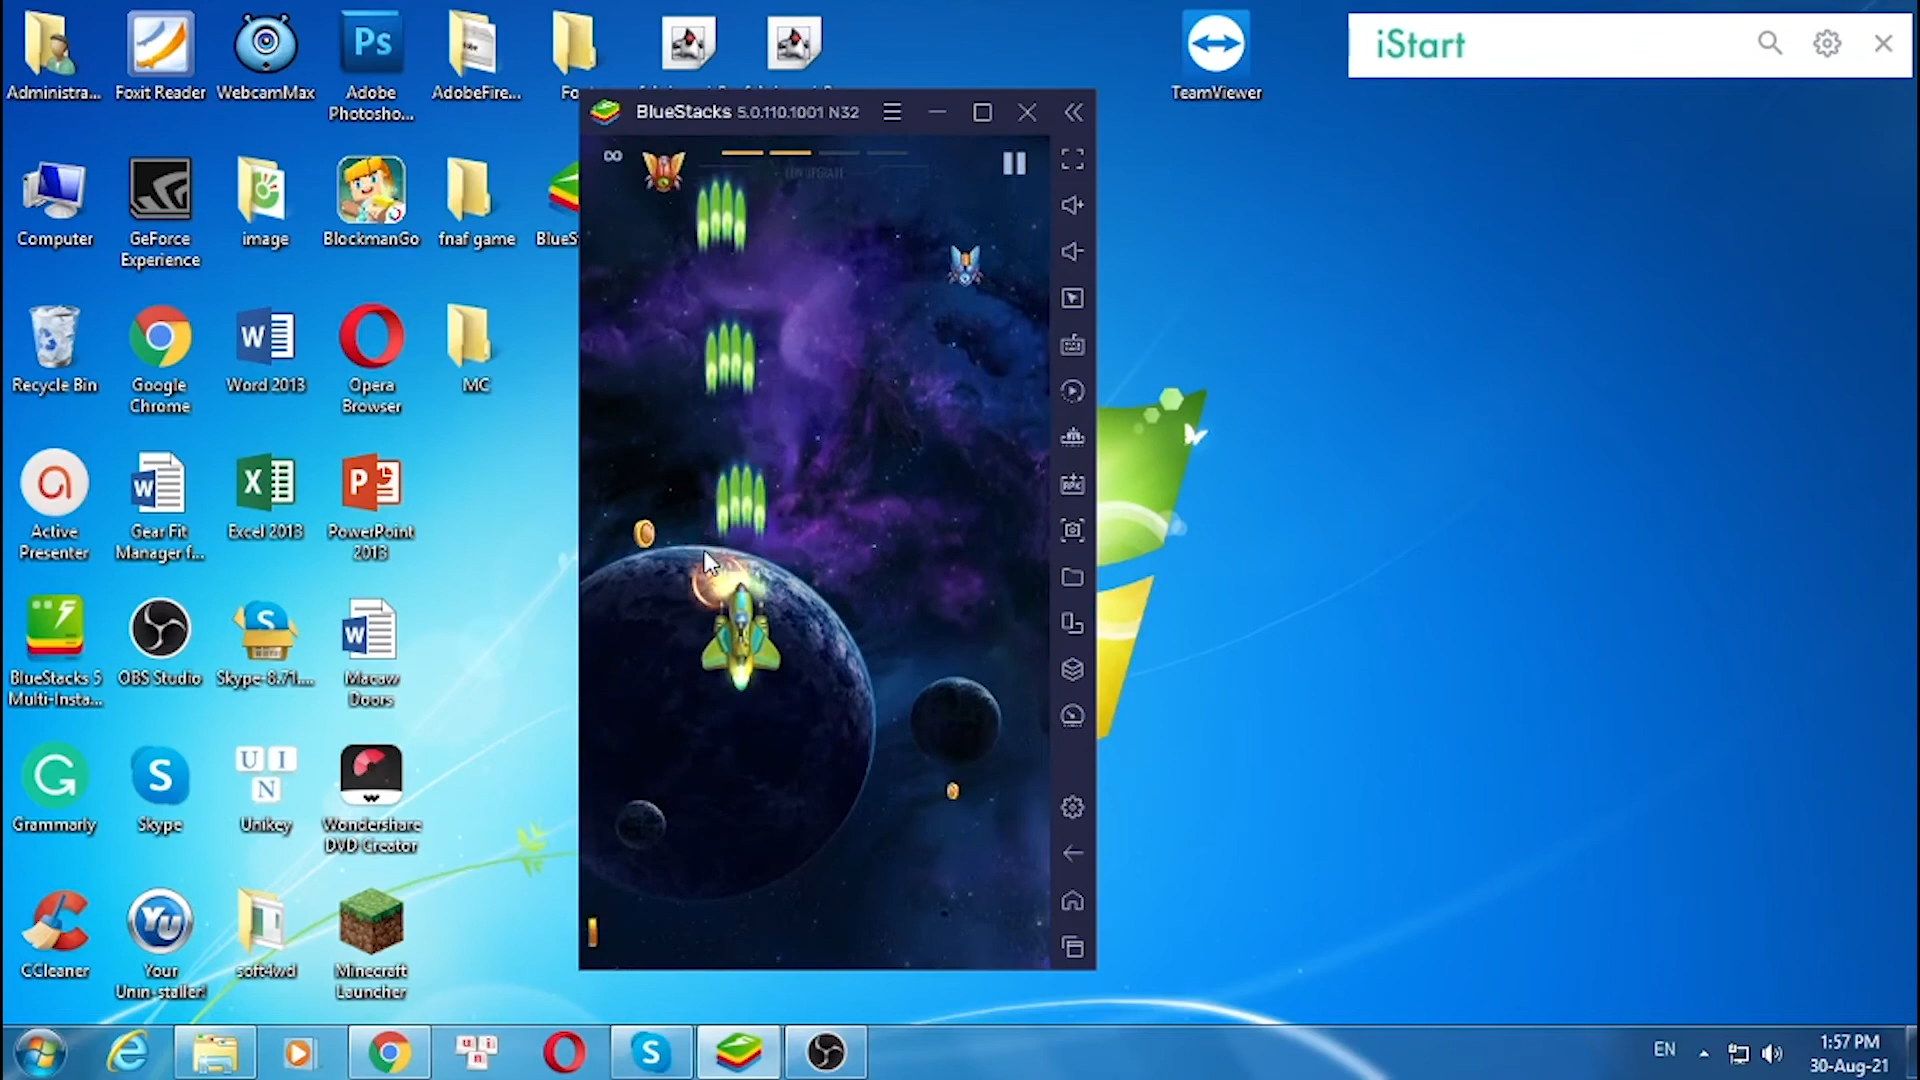 iStart
Administra...
Foxit Reader
WebcamMax
Ps
Adobe
Photosho...
AdobeFire...
TeamViewer
BlueStacks 5.0.110.1001 N32
Computer
GeForce
Experience
image
BlockmanGo
fnaf game
Recycle Bin
Google
Chrome
Word 2013
Opera
Browser
MC
Active
Presenter
Gear Fit
Manager f...
Excel 2013
PowerPoint
2013
BlueStacks 5
Multi-Insta...
OBS Studio
Skype-8.71....
Macaw
Doors
Grammarly
Skype
U I
N
Unikey
Wondershare
DVD Creator
CCleaner
Yu
Your
Unin-staller!
soft4wd
Minecraft
Launcher
EN
1:57 PM
30-Aug-21